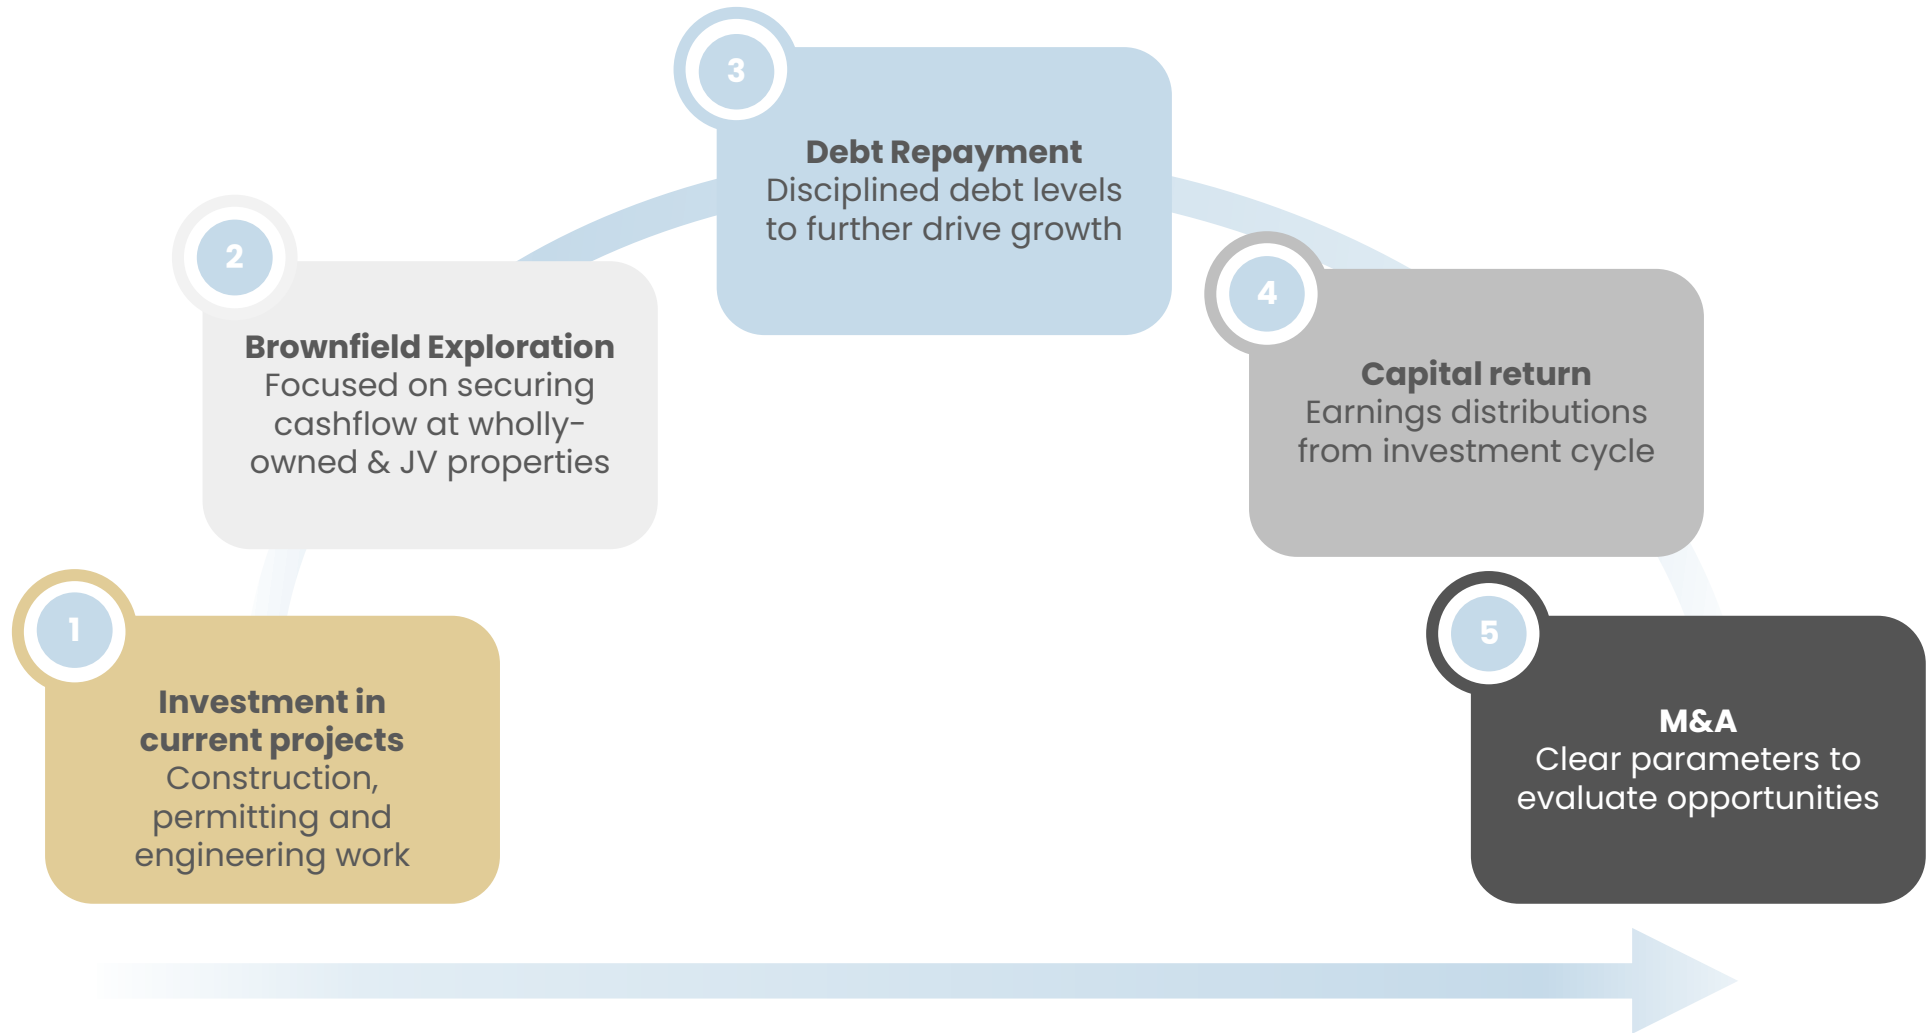 1
Investment in
current projects
Construction,
permitting and
engineering work
2
Brownfield Exploration
Focused on securing
cashflow at wholly-
owned & JV properties
3
Debt Repayment
Disciplined debt levels
to further drive growth
4
Capital return
Earnings distributions
from investment cycle
5
M&A
Clear parameters to
evaluate opportunities